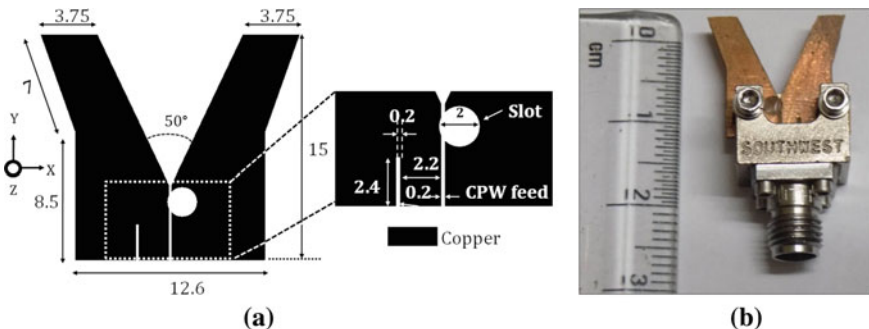 3.75
3.75
7
50°
Y
X
Z
8.5
15
12.6
0.2
2
Slot
2.4
2.2
0.2
CPW feed
Copper
(a)
0
cm
1
2
3
SOUTHWEST
(b)